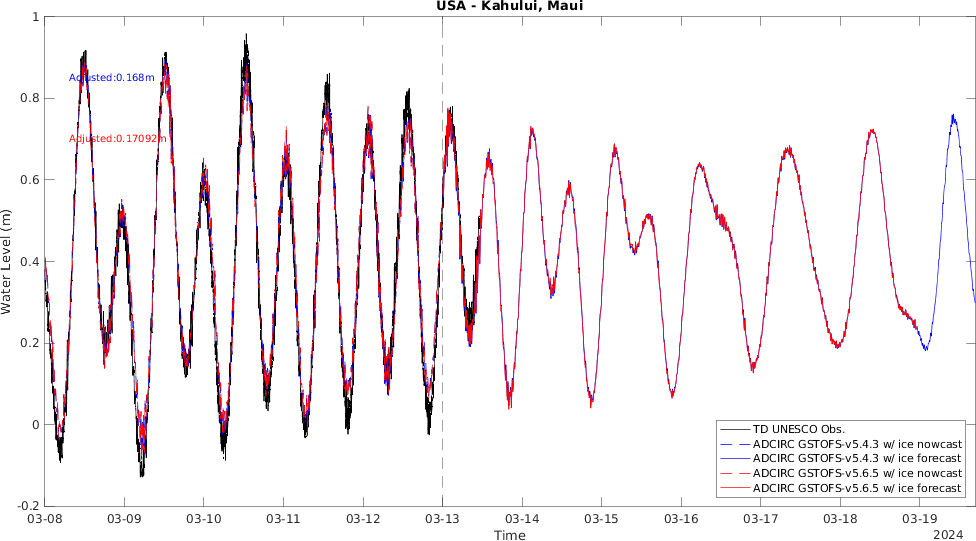 USA - Kahului, Maui
1
0.8
0.6
0.4
0.2
0
-0.2
Water Level (m)
Adjusted:0.168m
Adjusted:0.17092m
TD UNESCO Obs.
ADCIRC GSTOFS-v5.4.3 w/ ice nowcast
ADCIRC GSTOFS-v5.4.3 w/ ice forecast
ADCIRC GSTOFS-v5.6.5 w/ ice nowcast
ADCIRC GSTOFS-v5.6.5 w/ ice forecast
03-08 03-09 03-10 03-11 03-12 03-13 03-14 03-15 03-16 03-17 03-18 03-19
Time
2024